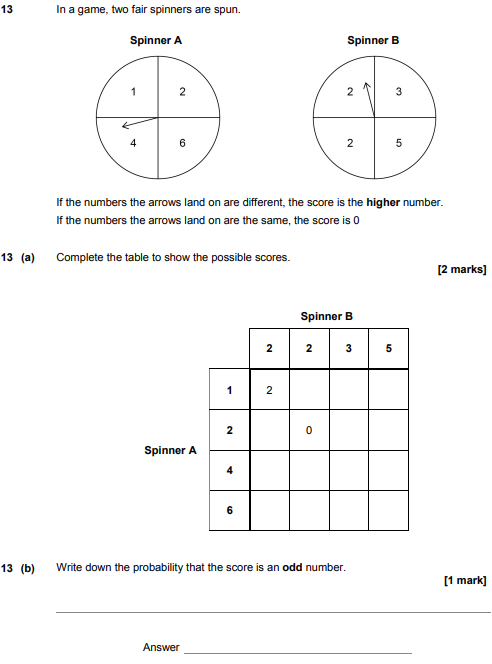 13 In a game, two fair spinners are spun.
Spinner A Spinner B
1 2 2 3
4 6 2 5
If the numbers the arrows land on are different, the score is the higher number.
If the numbers the arrows land on are the same, the score is 0
13 (a) Complete the table to show the possible scores.
[2 marks]
Spinner B
2 2 3 5
1 2
2 0
Spinner A
4
6
13 (b) Write down the probability that the score is an odd number.
[1 mark]
Answer